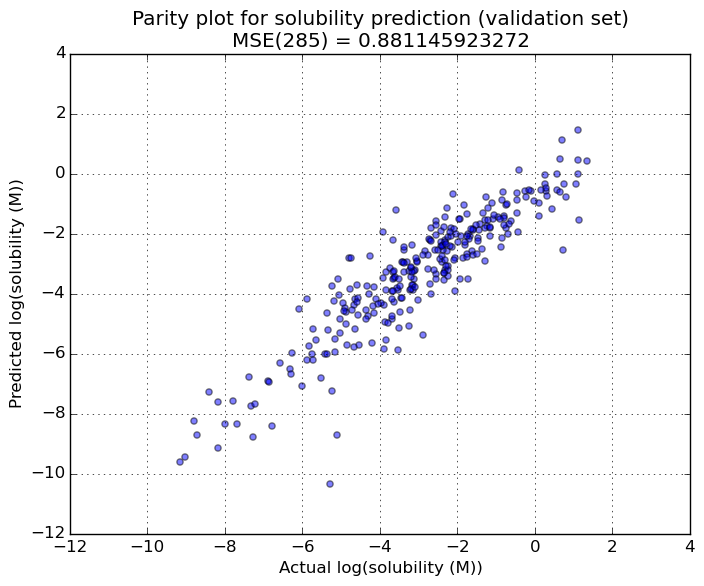 Parity plot for solubility prediction (validation set)
MSE(285) = 0.881145923272
4
2
0
−2
−4
−6
−8
−10
−12
Predicted log(solubility (M))
−12 −10 −8 −6 −4 −2 0 2 4
Actual log(solubility (M))